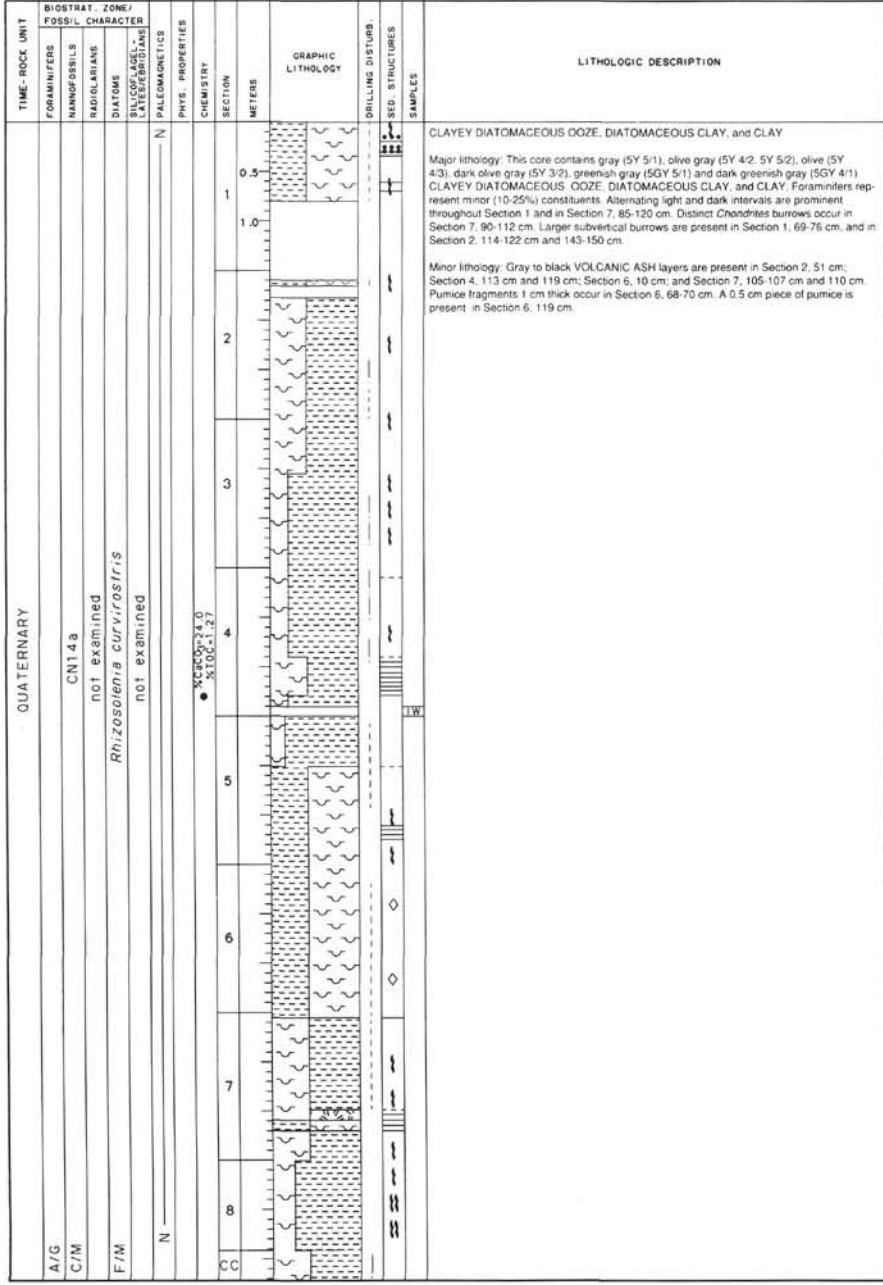 BIOSTRAT. ZONE/
FOSSIL CHARACTER
TIME-ROCK UNIT
FORAMINIFERS
NANNOFOSSILS
RADIOLARIANS
DIATOMS
SILICOFLAGEL-
LATES/EBRIDIANS
PALEOMAGNETICS
PHYS. PROPERTIES
CHEMISTRY
SECTION
METERS
GRAPHIC
LITHOLOGY
DRILLING DISTURB.
SED. STRUCTURES
SAMPLES
LITHOLOGIC DESCRIPTION
CLAYEY DIATOMACEOUS OOZE, DIATOMACEOUS CLAY, and CLAY
Major lithology: This core contains gray (5Y 5/1), olive gray (5Y 4/2, 5Y 5/2), olive (5Y
4/3), dark olive gray (5Y 3/2), greenish gray (5GY 5/1) and dark greenish gray (5GY 4/1)
CLAYEY DIATOMACEOUS OOZE, DIATOMACEOUS CLAY, and CLAY. Foraminifers rep-
resent minor (10-25%) constituents. Alternating light and dark intervals are prominent
throughout Section 1 and in Section 7, 85-120 cm. Distinct Chondrites burrows occur in
Section 7, 90-112 cm. Larger subvertical burrows are present in Section 1, 69-76 cm, and in
Section 2, 114-122 cm and 143-150 cm.
Minor lithology: Gray to black VOLCANIC ASH layers are present in Section 2, 51 cm;
Section 4, 113 cm and 119 cm; Section 6, 10 cm; and Section 7, 105-107 cm and 110 cm.
Pumice fragments 1 cm thick occur in Section 6, 68-70 cm. A 0.5 cm piece of pumice is
present in Section 6, 119 cm.
N
0.5
1
1.0
2
3
4
5
6
7
8
CC
QUATERNARY
CN14a
not examined
Rhizosolenia curvirostris
not examined
%CaCO3=24.0
%TOC=1.27
IW
A/G
C/M
F/M
N